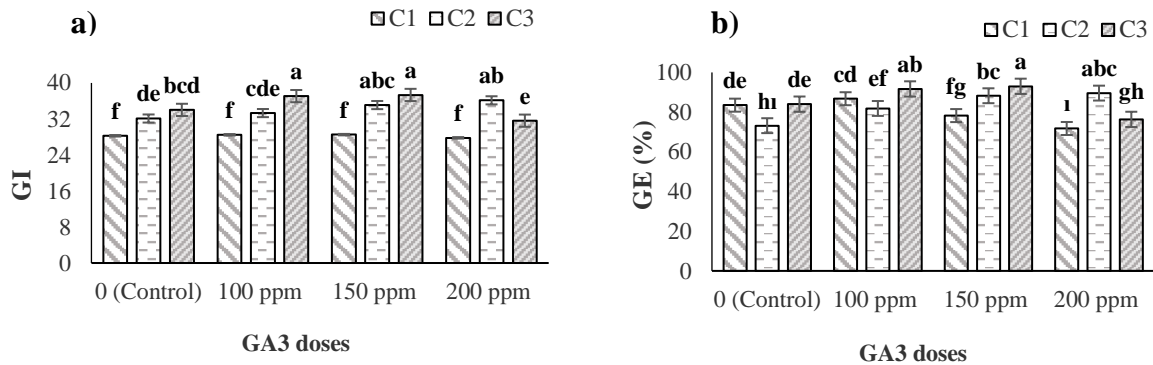 a)
C1 C2 C3
GI
40
32
24
16
8
0
f de bcd f cde a f abc a f ab e
0 (Control) 100 ppm 150 ppm 200 ppm
GA3 doses
b)
C1 C2 C3
GE (%)
100
80
60
40
20
0
de hı de cd ef ab fg bc a ı abc gh
0 (Control) 100 ppm 150 ppm 200 ppm
GA3 doses